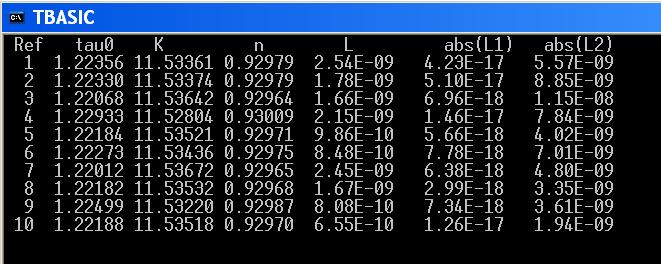 TBASIC
Ref tau0 K n L abs(L1) abs(L2)
1 1.22356 11.53361 0.92979 2.54E-09 4.23E-17 5.57E-09
2 1.22330 11.53374 0.92979 1.78E-09 5.10E-17 8.85E-09
3 1.22068 11.53642 0.92964 1.66E-09 6.96E-18 1.15E-08
4 1.22933 11.52804 0.93009 2.15E-09 1.46E-17 7.84E-09
5 1.22184 11.53521 0.92971 9.86E-10 5.66E-18 4.02E-09
6 1.22273 11.53436 0.92975 8.48E-10 7.78E-18 7.01E-09
7 1.22012 11.53672 0.92965 2.45E-09 6.38E-18 4.80E-09
8 1.22182 11.53532 0.92968 1.67E-09 2.99E-18 3.35E-09
9 1.22499 11.53220 0.92987 8.08E-10 7.34E-18 3.61E-09
10 1.22188 11.53518 0.92970 6.55E-10 1.26E-17 1.94E-09